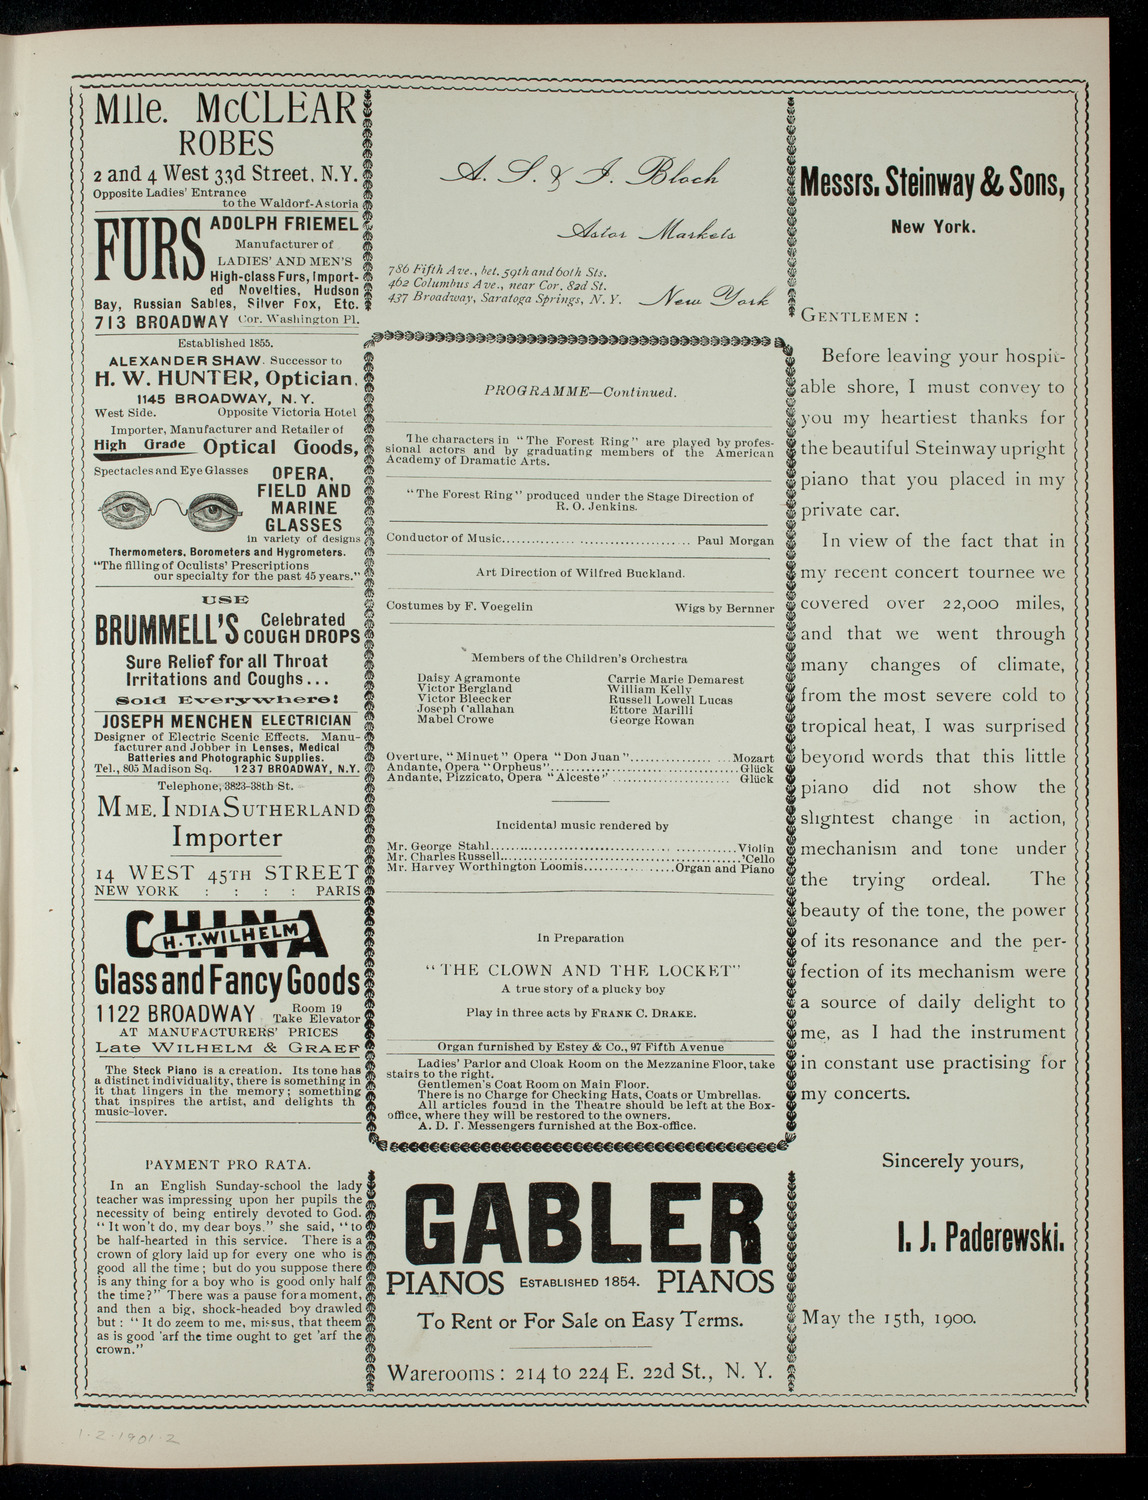 Mlle. McCLEAR
ROBES
2 and 4 West 33d Street, N.Y.
Opposite Ladies' Entrance
to the Waldorf-Astoria
FURS
ADOLPH FRIEMEL
Manufacturer of
LADIES' AND MEN'S
High-class Furs, Import-
ed Novelties, Hudson
Bay, Russian Sables, Silver Fox, Etc.
713 BROADWAY Cor. Washington Pl.
Established 1855.
ALEXANDER SHAW. Successor to
H. W. HUNTER, Optician.
1145 BROADWAY, N.Y.
West Side. Opposite Victoria Hotel
Importer, Manufacturer and Retailer of
High Grade Optical Goods,
Spectacles and Eye Glasses
OPERA,
FIELD AND
MARINE
GLASSES
in variety of designs
Thermometers, Borometers and Hygrometers.
"The filling of Oculists' Prescriptions
our specialty for the past 45 years."
USE
BRUMMELL'S Celebrated
COUGH DROPS
Sure Relief for all Throat
Irritations and Coughs...
Sold Everywhere!
JOSEPH MENCHEN ELECTRICIAN
Designer of Electric Scenic Effects. Manu-
facturer and Jobber in Lenses, Medical
Batteries and Photographic Supplies.
Tel., 805 Madison Sq. 1237 BROADWAY, N.Y.
Telephone, 3823-38th St.
MME. INDIA SUTHERLAND
Importer
14 WEST 45TH STREET
NEW YORK : : : : PARIS
CHINA
H. T. WILHELM
Glass and Fancy Goods
1122 BROADWAY Room 19
Take Elevator
AT MANUFACTURERS' PRICES
Late WILHELM & GRAEF
The Steck Piano is a creation. Its tone has
a distinct individuality, there is something in
it that lingers in the memory; something
that inspires the artist, and delights th
music-lover.
PAYMENT PRO RATA.
In an English Sunday-school the lady
teacher was impressing upon her pupils the
necessity of being entirely devoted to God.
"It won't do, my dear boys," she said, "to
be half-hearted in this service. There is a
crown of glory laid up for every one who is
good all the time; but do you suppose there
is any thing for a boy who is good only half
the time?" There was a pause for a moment,
and then a big, shock-headed boy drawled
but: "It do zeem to me, missus, that theem
as is good 'arf the time ought to get 'arf the
crown."
A. S. & J. Bloch
Astor Markets
786 Fifth Ave., bet. 59th and 60th Sts.
462 Columbus Ave., near Cor. 82d St.
437 Broadway, Saratoga Springs, N. Y.
New York
PROGRAMME—Continued.
The characters in "The Forest Ring" are played by profes-
sional actors and by graduating members of the American
Academy of Dramatic Arts.
"The Forest Ring" produced under the Stage Direction of
R. O. Jenkins.
Conductor of Music.................................. Paul Morgan
Art Direction of Wilfred Buckland.
Costumes by F. Voegelin Wigs by Bernner
Members of the Children's Orchestra
Daisy Agramonte Carrie Marie Demarest
Victor Bergland William Kelly
Victor Bleecker Russell Lowell Lucas
Joseph Callahan Ettore Marilli
Mabel Crowe George Rowan
Overture, "Minuet" Opera "Don Juan"....................Mozart
Andante, Opera "Orpheus"..................................Glück
Andante, Pizzicato, Opera "Alceste"......................... Glück
Incidental music rendered by
Mr. George Stahl..............................................Violin
Mr. Charles Russell............................................'Cello
Mr. Harvey Worthington Loomis.................Organ and Piano
In Preparation
"THE CLOWN AND THE LOCKET"
A true story of a plucky boy
Play in three acts by FRANK C. DRAKE.
Organ furnished by Estey & Co., 97 Fifth Avenue
Ladies' Parlor and Cloak Room on the Mezzanine Floor, take
stairs to the right.
Gentlemen's Coat Room on Main Floor.
There is no Charge for Checking Hats, Coats or Umbrellas.
All articles found in the Theatre should be left at the Box-
office, where they will be restored to the owners.
A. D. T. Messengers furnished at the Box-office.
GABLER
PIANOS ESTABLISHED 1854. PIANOS
To Rent or For Sale on Easy Terms.
Warerooms: 214 to 224 E. 22d St., N. Y.
Messrs. Steinway & Sons,
New York.
GENTLEMEN:
Before leaving your hospit-
able shore, I must convey to
you my heartiest thanks for
the beautiful Steinway upright
piano that you placed in my
private car.
In view of the fact that in
my recent concert tournee we
covered over 22,000 miles,
and that we went through
many changes of climate,
from the most severe cold to
tropical heat, I was surprised
beyond words that this little
piano did not show the
slightest change in action,
mechanism and tone under
the trying ordeal. The
beauty of the tone, the power
of its resonance and the per-
fection of its mechanism were
a source of daily delight to
me, as I had the instrument
in constant use practising for
my concerts.
Sincerely yours,
I. J. Paderewski.
May the 15th, 1900.
1-2-1901-2